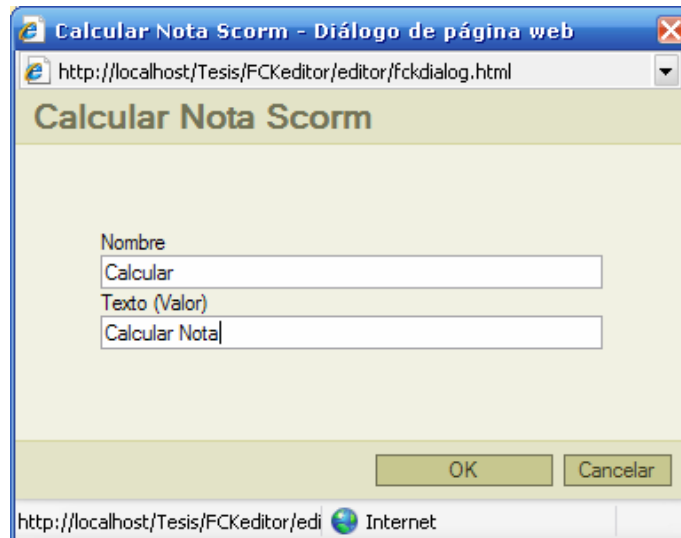 Calcular Nota Scorm - Diálogo de página web
http://localhost/Tesis/FCKeditor/editor/fckdialog.html
Calcular Nota Scorm
Nombre
Calcular
Texto (Valor)
Calcular Nota
OK Cancelar
http://localhost/Tesis/FCKeditor/edi Internet